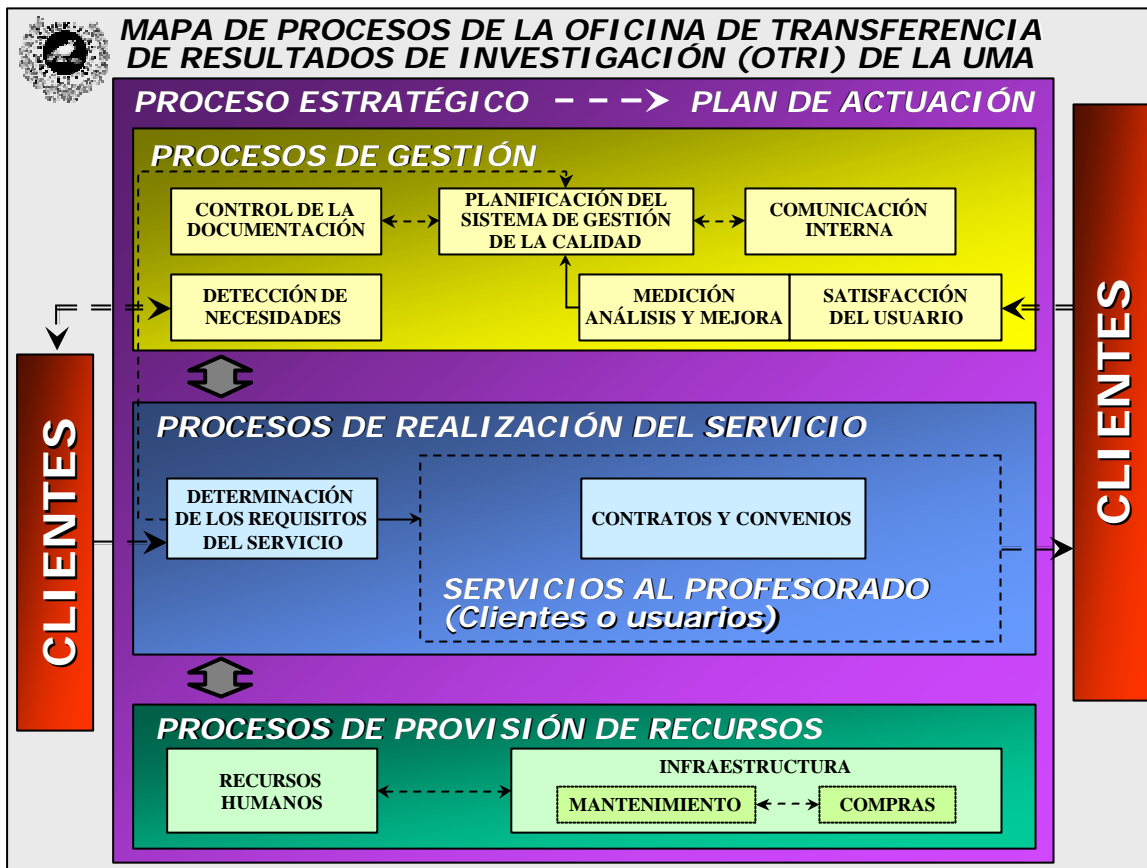 MAPA DE PROCESOS DE LA OFICINA DE TRANSFERENCIA
DE RESULTADOS DE INVESTIGACIÓN (OTRI) DE LA UMA
PROCESO ESTRATÉGICO
PLAN DE ACTUACIÓN
PROCESOS DE GESTIÓN
CONTROL DE LA
DOCUMENTACIÓN
PLANIFICACIÓN DEL
SISTEMA DE GESTIÓN
DE LA CALIDAD
COMUNICACIÓN
INTERNA
DETECCIÓN DE
NECESIDADES
MEDICIÓN
ANÁLISIS Y MEJORA
SATISFACCIÓN
DEL USUARIO
CLIENTES
CLIENTES
PROCESOS DE REALIZACIÓN DEL SERVICIO
DETERMINACIÓN
DE LOS REQUISITOS
DEL SERVICIO
CONTRATOS Y CONVENIOS
SERVICIOS AL PROFESORADO
(Clientes o usuarios)
PROCESOS DE PROVISIÓN DE RECURSOS
RECURSOS
HUMANOS
INFRAESTRUCTURA
MANTENIMIENTO
COMPRAS